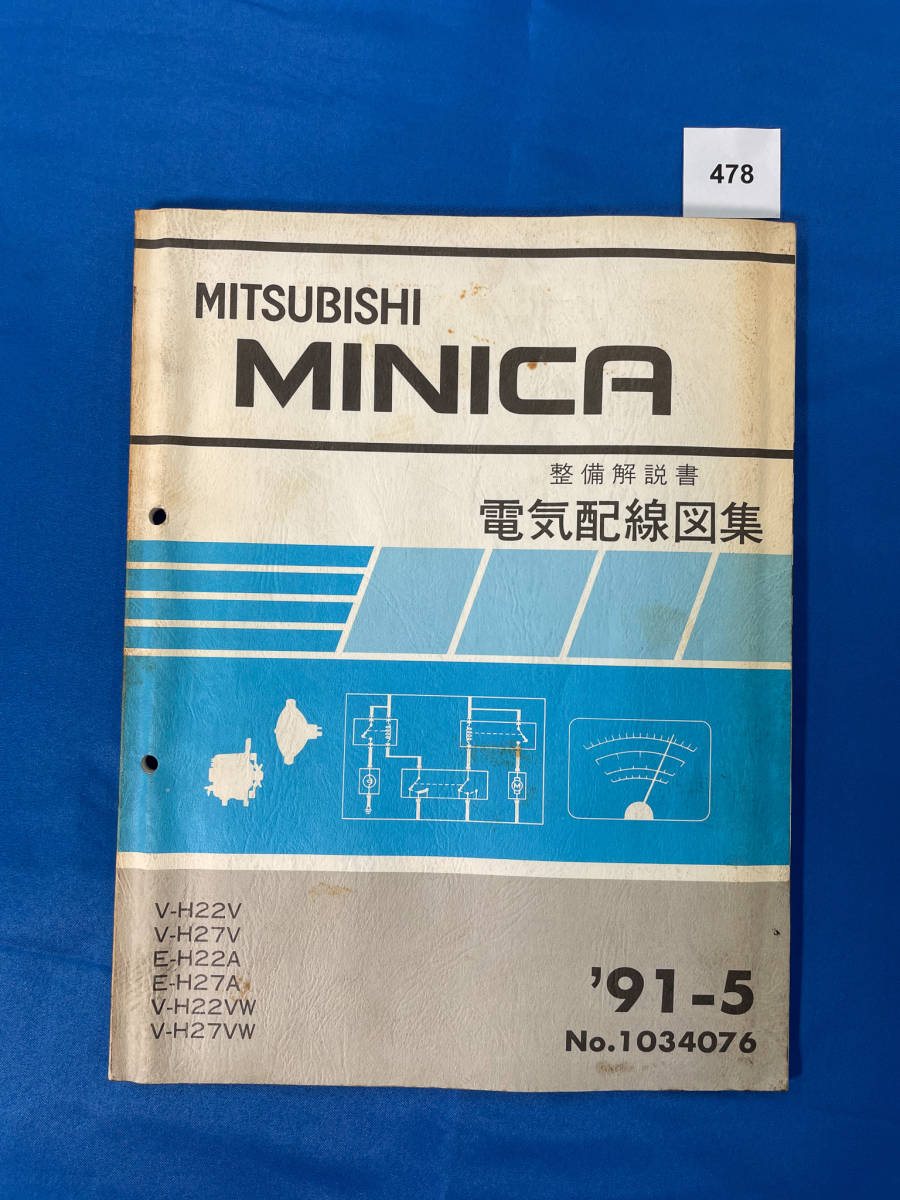 478
MITSUBISHI
MINICA
整備解説書
電気配線図集
M
V-H22V
V-H27V
E-H22A
E-H27A
V-H22VW
V-H27VW
'91-5
No.1034076